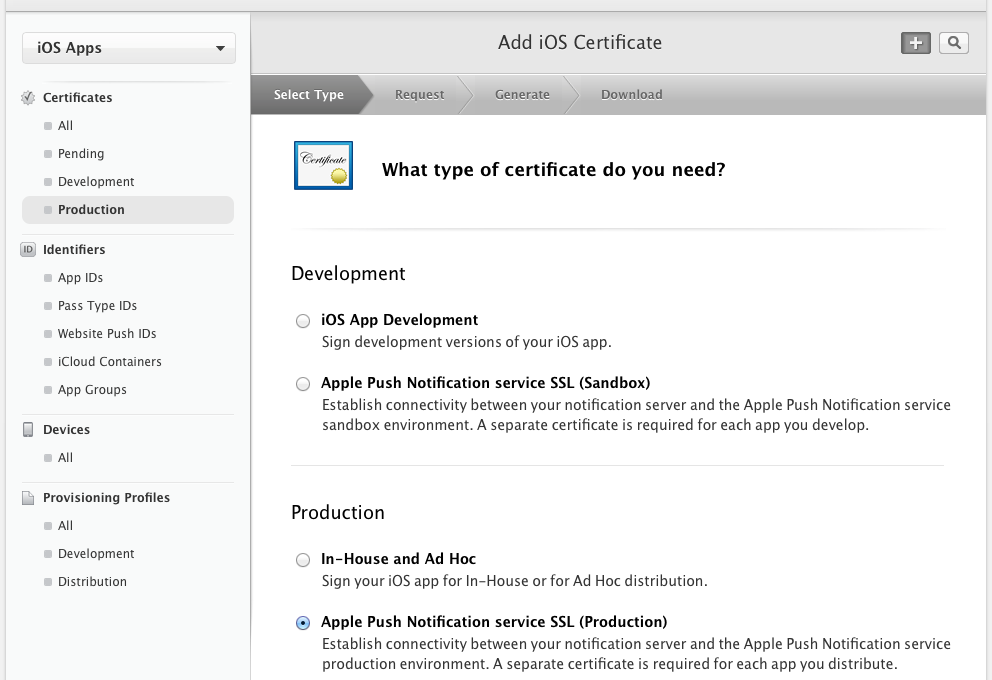 iOS Apps
Certificates
All
Pending
Development
Production
ID Identifiers
App IDs
Pass Type IDs
Website Push IDs
iCloud Containers
App Groups
Devices
All
Provisioning Profiles
All
Development
Distribution
Add iOS Certificate
Select Type Request Generate Download
Certificate
What type of certificate do you need?
Development
iOS App Development
Sign development versions of your iOS app.
Apple Push Notification service SSL (Sandbox)
Establish connectivity between your notification server and the Apple Push Notification service
sandbox environment. A separate certificate is required for each app you develop.
Production
In-House and Ad Hoc
Sign your iOS app for In-House or for Ad Hoc distribution.
Apple Push Notification service SSL (Production)
Establish connectivity between your notification server and the Apple Push Notification service
production environment. A separate certificate is required for each app you distribute.